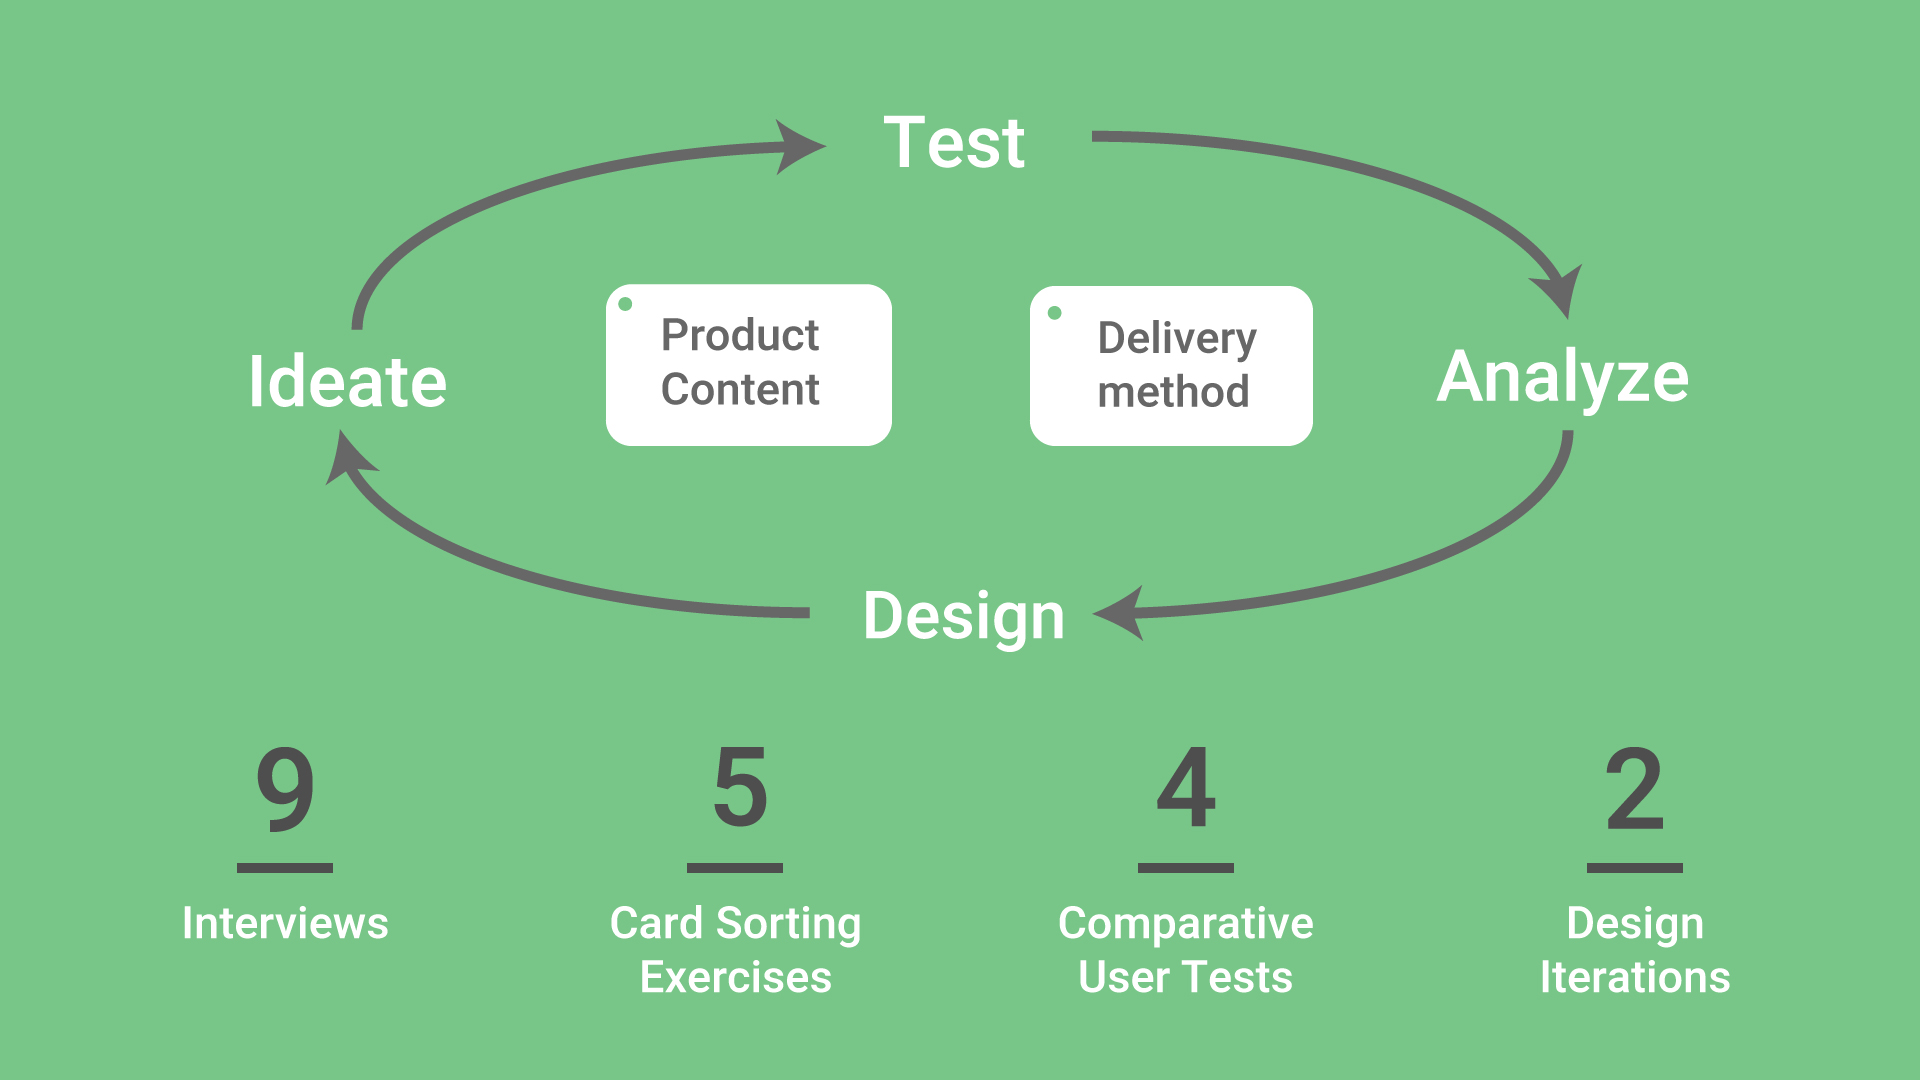 Test
Ideate
Product
Content
Delivery
method
Analyze
Design
9
Interviews
5
Card Sorting
Exercises
4
Comparative
User Tests
2
Design
Iterations